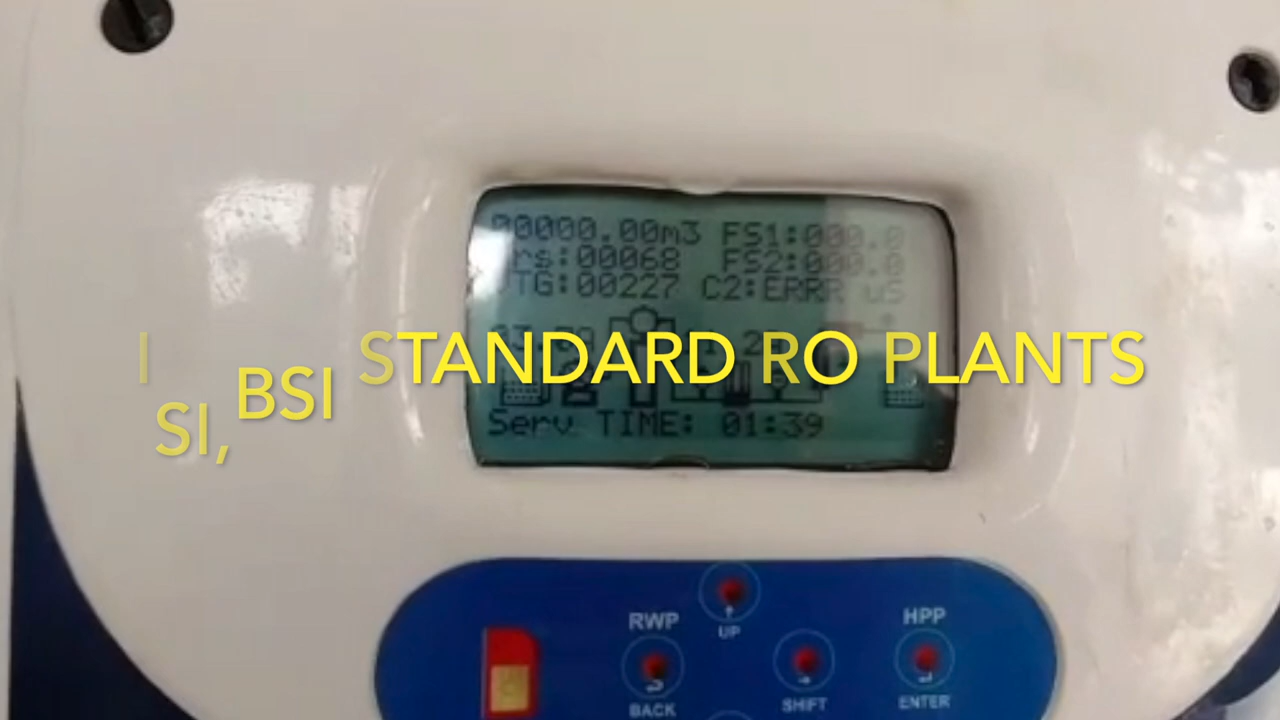 00000.00m3 FS1:000.0
rs:00068 FS2:000.0
TG:00227 C2:ERRR uS
I SI, BSI STANDARD RO PLANTS
Serv TIME: 01:39
UP
RWP
HPP
BACK
SHIFT
ENTER